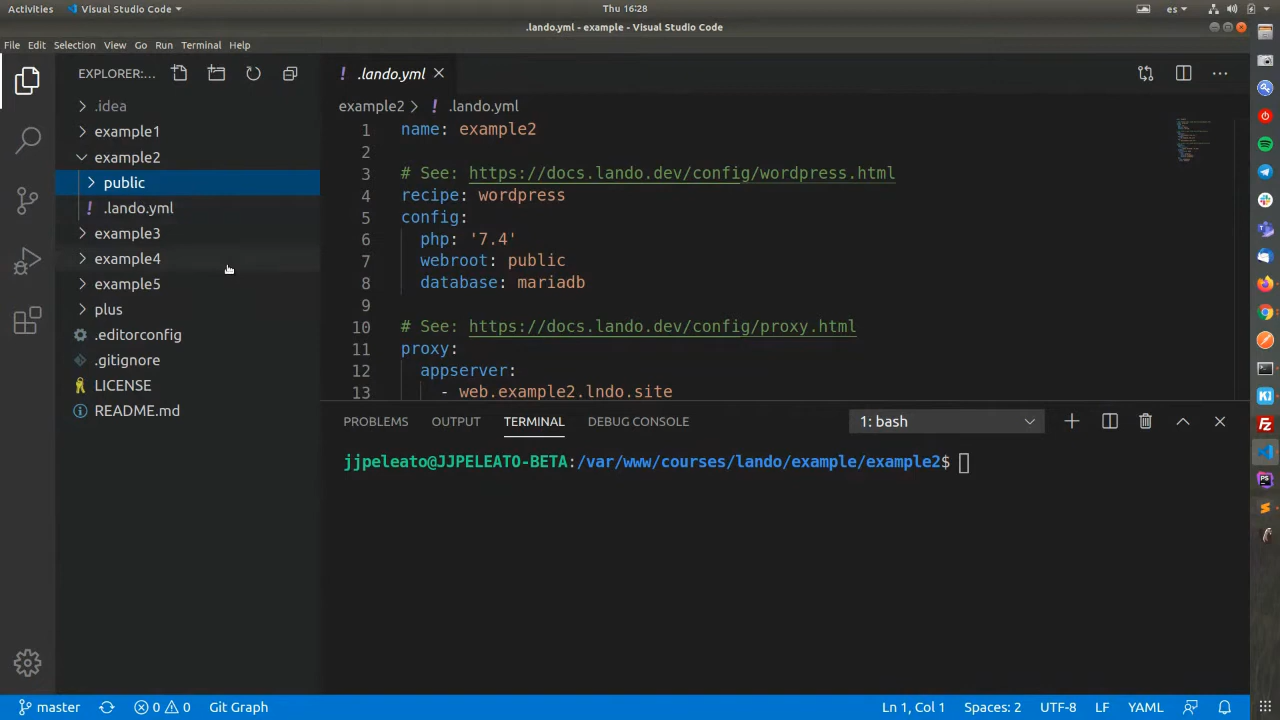 Activities
Visual Studio Code
Thu 16:28
es
.lando.yml - example - Visual Studio Code
File Edit Selection View Go Run Terminal Help
EXPLORER:...
.lando.yml
.idea
example1
example2
public
.lando.yml
example3
example4
example5
plus
.editorconfig
.gitignore
LICENSE
README.md
example2 > .lando.yml
1 name: example2
2
3 # See: https://docs.lando.dev/config/wordpress.html
4 recipe: wordpress
5 config:
6 php: '7.4'
7 webroot: public
8 database: mariadb
9
10 # See: https://docs.lando.dev/config/proxy.html
11 proxy:
12 appserver:
13 - web.example2.lndo.site
PROBLEMS OUTPUT TERMINAL DEBUG CONSOLE 1: bash
jjpeleato@JJPELEATO-BETA:/var/www/courses/lando/example/example2$
master 0 0 Git Graph Ln 1, Col 1 Spaces: 2 UTF-8 LF YAML